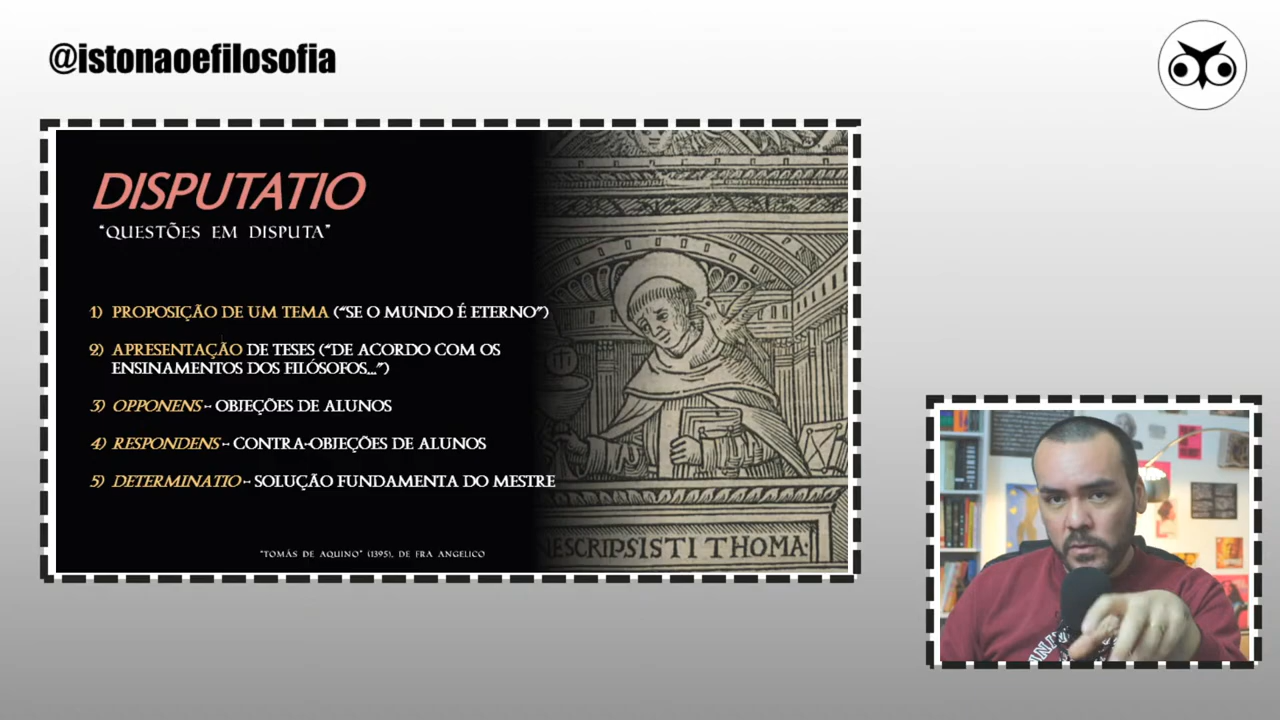 @istonaoefilosofia
DISPUTATIO
"QUESTÕES EM DISPUTA"
1) PROPOSIÇÃO DE UM TEMA ("SE O MUNDO É ETERNO")
2) APRESENTAÇÃO DE TESES ("DE ACORDO COM OS
ENSINAMENTOS DOS FILÓSOFOS...")
3) OPPONENS - OBJEÇÕES DE ALUNOS
4) RESPONDENS - CONTRA-OBJEÇÕES DE ALUNOS
5) DETERMINATIO - SOLUÇÃO FUNDAMENTA DO MESTRE
"TOMÁS DE AQUINO" (1395), DE FRA ANGELICO
NESCRIPSISTI THOMA·